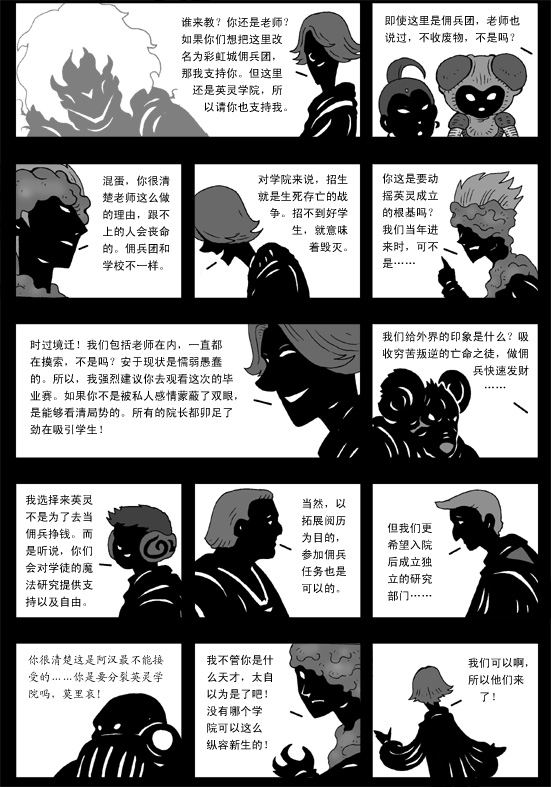 谁来教？你还是老师？
如果你们想把这里改
名为彩虹城佣兵团，
那我支持你。但这里
还是英灵学院，所
以请你也支持我。
即使这里是佣兵团，老师也
说过，不收废物，不是吗？
混蛋，你很清
楚老师这么做
的理由，跟不
上的人会丧命
的。佣兵团和
学校不一样。
对学院来说，招生
就是生死存亡的战
争。招不到好学
生，就意味
着毁灭。
你这是要动
摇英灵成立
的根基吗？
我们当年进
来时，可不
是……
时过境迁！我们包括老师在内，一直都
在摸索，不是吗？安于现状是懦弱愚蠢
的。所以，我强烈建议你去观看这次的毕
业赛。如果你不是被私人感情蒙蔽了双眼，
是能够看清局势的。所有的院长都卯足了
劲在吸引学生！
我们给外界的印象是什么？吸
收穷苦叛逆的亡命之徒，做佣
兵快速发财
……
我选择来英灵
不是为了去当
佣兵挣钱。而
是听说，你们
会对学徒的魔
法研究提供支
持以及自由。
当然，以
拓展阅历
为目的，
参加佣兵
任务也是
可以的。
但我们更
希望入院
后成立独
立的研究
部门……
你很清楚这是阿汉最不能接
受的……你是要分裂英灵学
院吗，莫里哀！
我不管你是什
么天才，太自
以为是了吧！
没有哪个学
院可以这么
纵容新生的！
我们可以啊，
所以他们来
了！